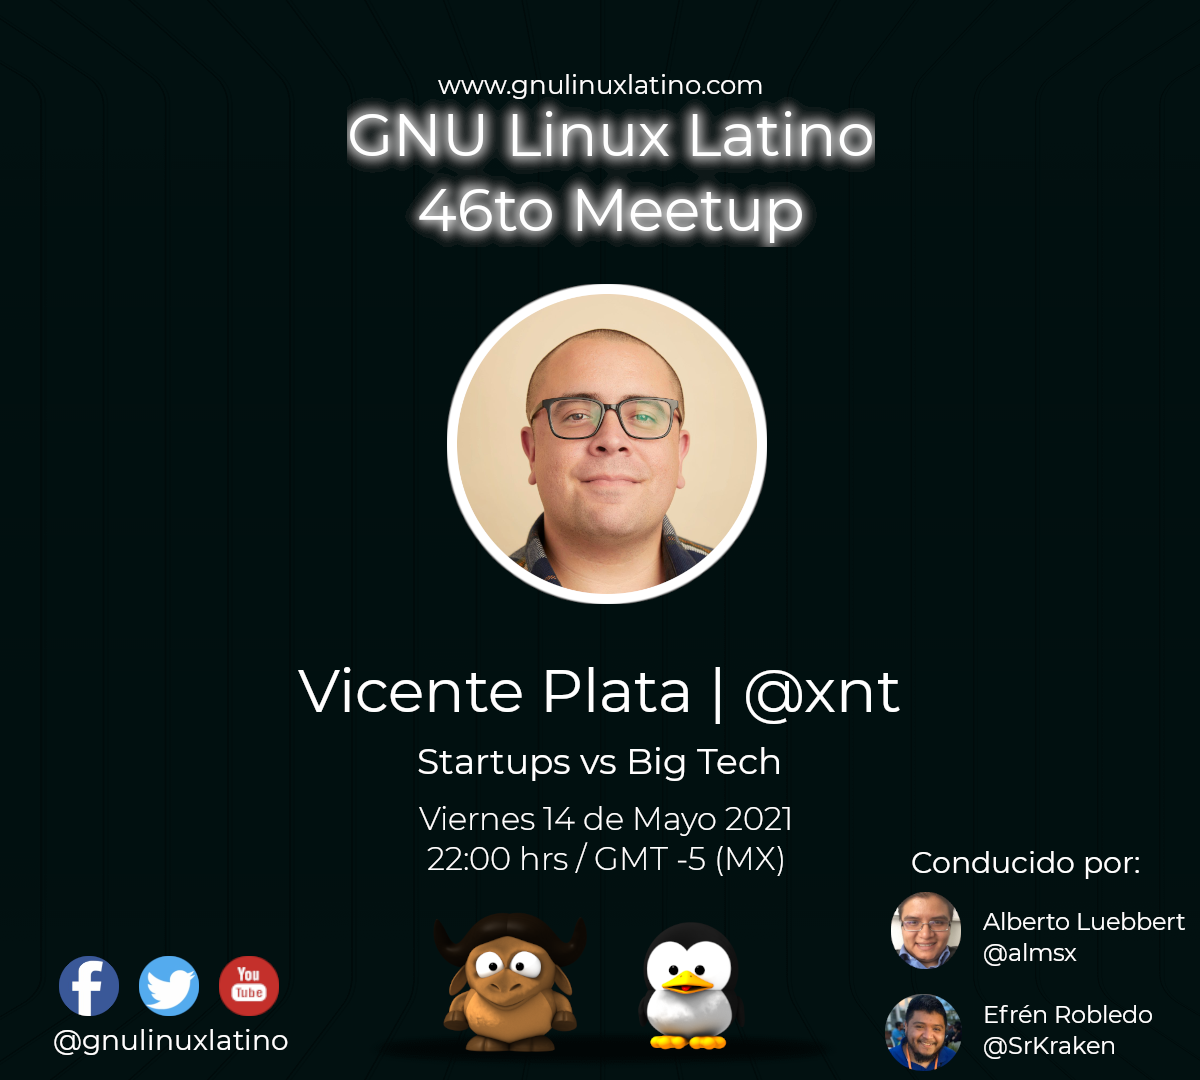 www.gnulinuxlatino.com
GNU Linux Latino
46to Meetup
Vicente Plata | @xnt
Startups vs Big Tech
Viernes 14 de Mayo 2021
22:00 hrs / GMT -5 (MX)
Conducido por:
Alberto Luebbert
@almsx
Efrén Robledo
@SrKraken
You
Tube
@gnulinuxlatino